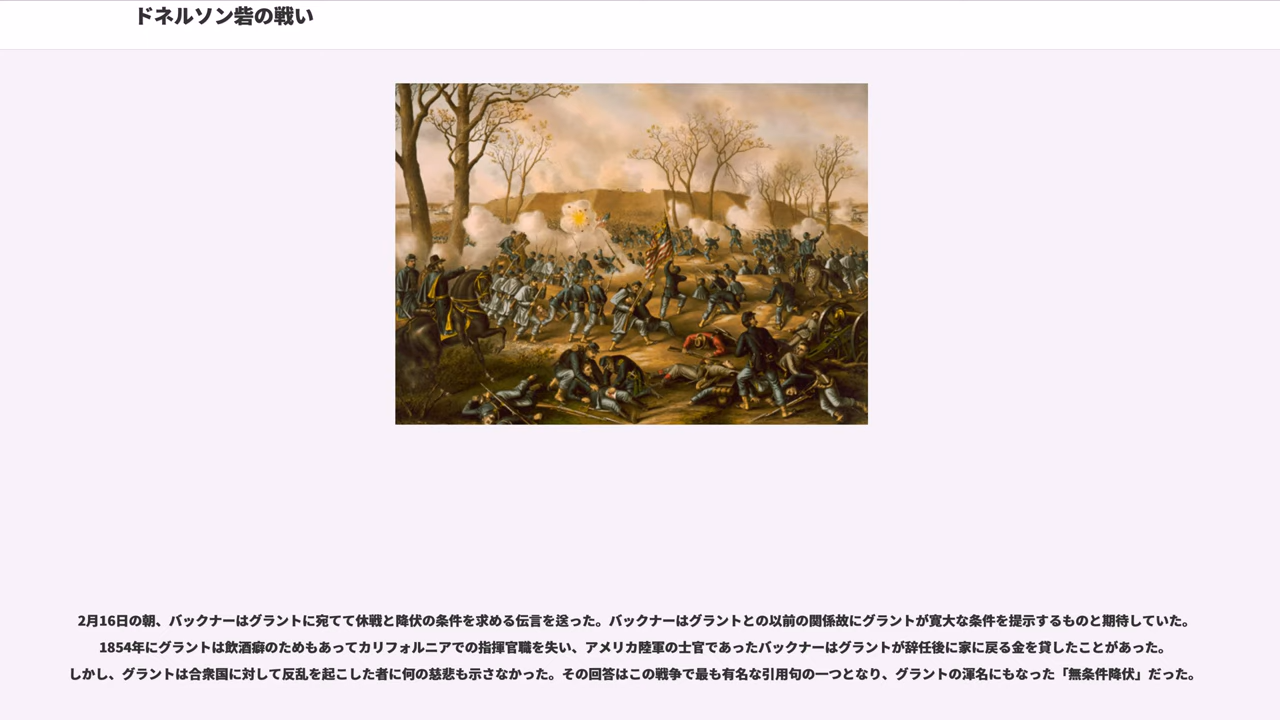 ドネルソン砦の戦い
2月16日の朝、バックナーはグラントに宛てて休戦と降伏の条件を求める伝言を送った。バックナーはグラントとの以前の関係故にグラントが寛大な条件を提示するものと期待していた。
1854年にグラントは飲酒癖のためもあってカリフォルニアでの指揮官職を失い、アメリカ陸軍の士官であったバックナーはグラントが辞任後に家に戻る金を貸したことがあった。
しかし、グラントは合衆国に対して反乱を起こした者に何の慈悲も示さなかった。その回答はこの戦争で最も有名な引用句の一つとなり、グラントの渾名にもなった「無条件降伏」だった。